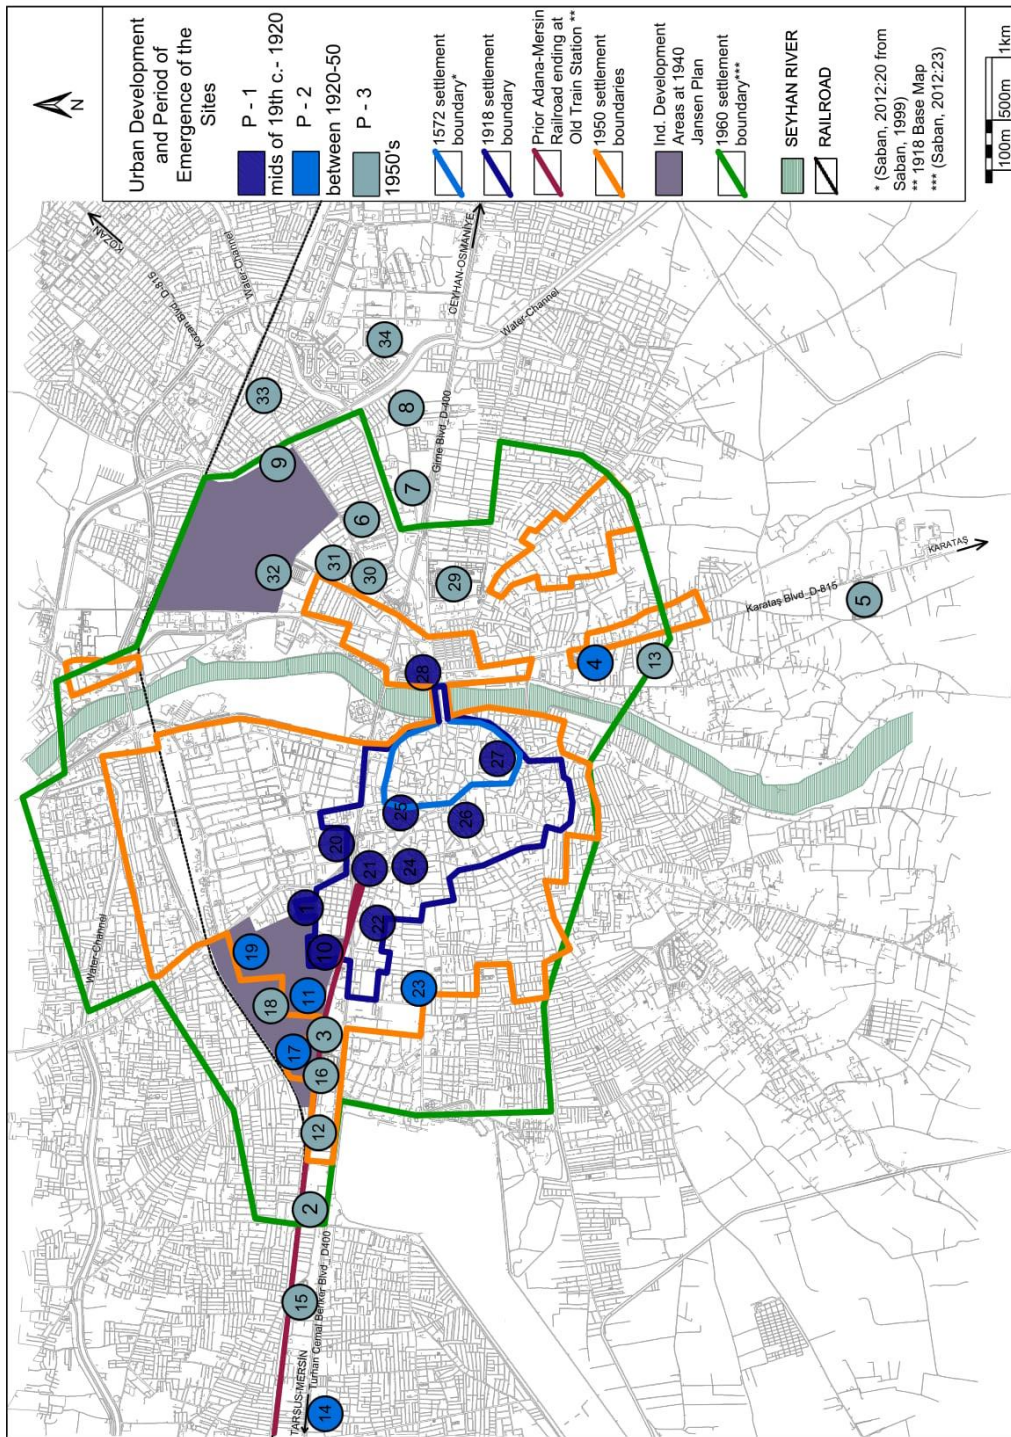 Urban Development
and Period of
Emergence of the
Sites
P - 1
mids of 19th c.- 1920
P - 2
between 1920-50
P - 3
1950's
1572 settlement
boundary*
1918 settlement
boundary
Prior Adana-Mersin
Railroad ending at
Old Train Station **
1950 settlement
boundaries
Ind. Development
Areas at 1940
Jansen Plan
1960 settlement
boundary***
SEYHAN RIVER
RAILROAD
* (Saban, 2012:20 from
Saban, 1999)
** 1918 Base Map
*** (Saban, 2012:23)
N
100m 500m 1km
KOZAN
Kozan Blvd. D-815
Water-Channel
CEYHAN-OSMANİYE
Girne Blvd. D-400
Water-Channel
Karataş Blvd. D-815
KARATAŞ
Water-Channel
TARSUS-MERSİN
Turhan Cemal Beriker Blvd. D400
33
34
8
9
7
6
32
31
30
29
5
4
13
28
27
25
26
20
21
24
1
22
10
19
11
23
18
3
17
16
12
2
15
14